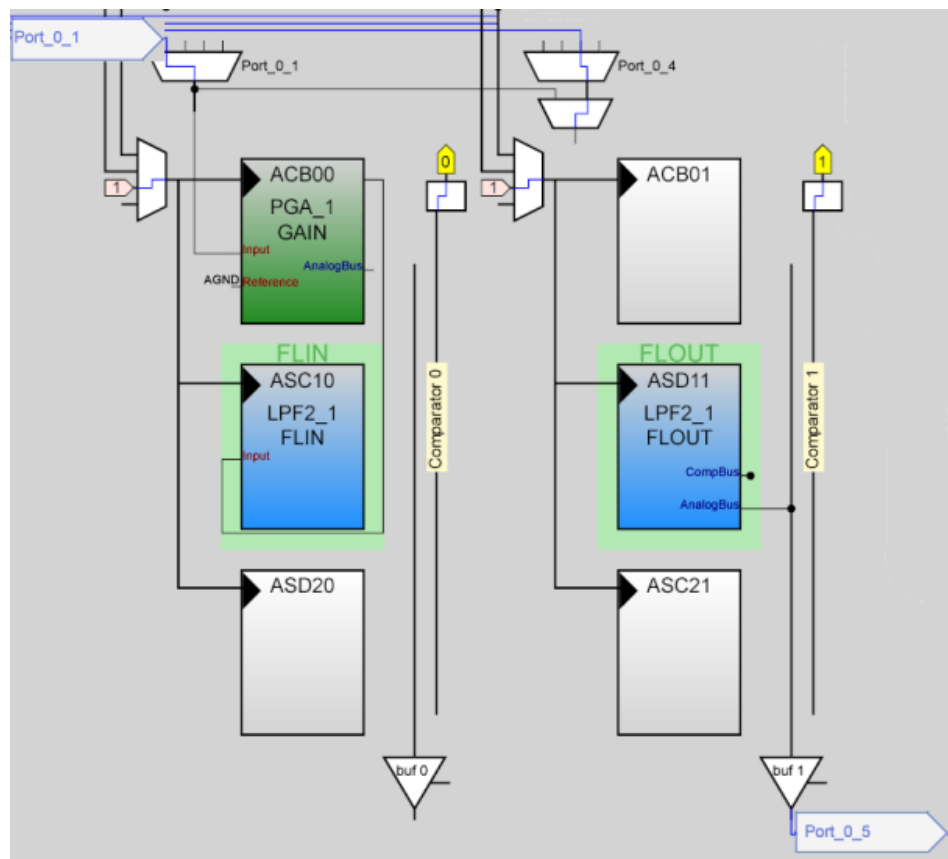 Port_0_1
Port_0_1
Port_0_4
1
0
1
1
ACB00
PGA_1
GAIN
Input
AnalogBus
AGND
Reference
ACB01
FLIN
ASC10
LPF2_1
FLIN
Input
Comparator 0
FLOUT
ASD11
LPF2_1
FLOUT
CompBus
AnalogBus
Comparator 1
ASD20
ASC21
buf 0
buf 1
Port_0_5